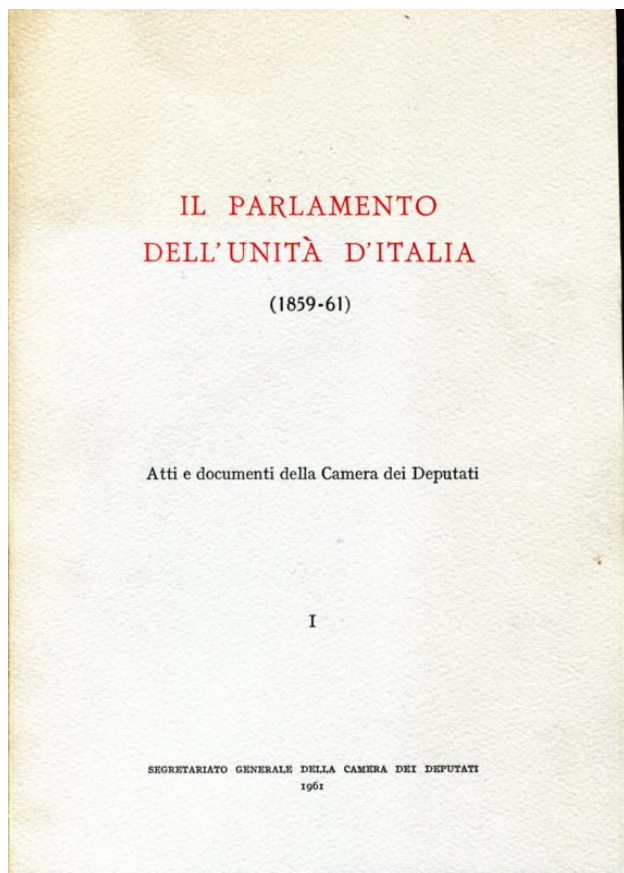 IL PARLAMENTO
DELL'UNITÀ D'ITALIA
(1859-61)
Atti e documenti della Camera dei Deputati
I
SEGRETARIATO GENERALE DELLA CAMERA DEI DEPUTATI
1961